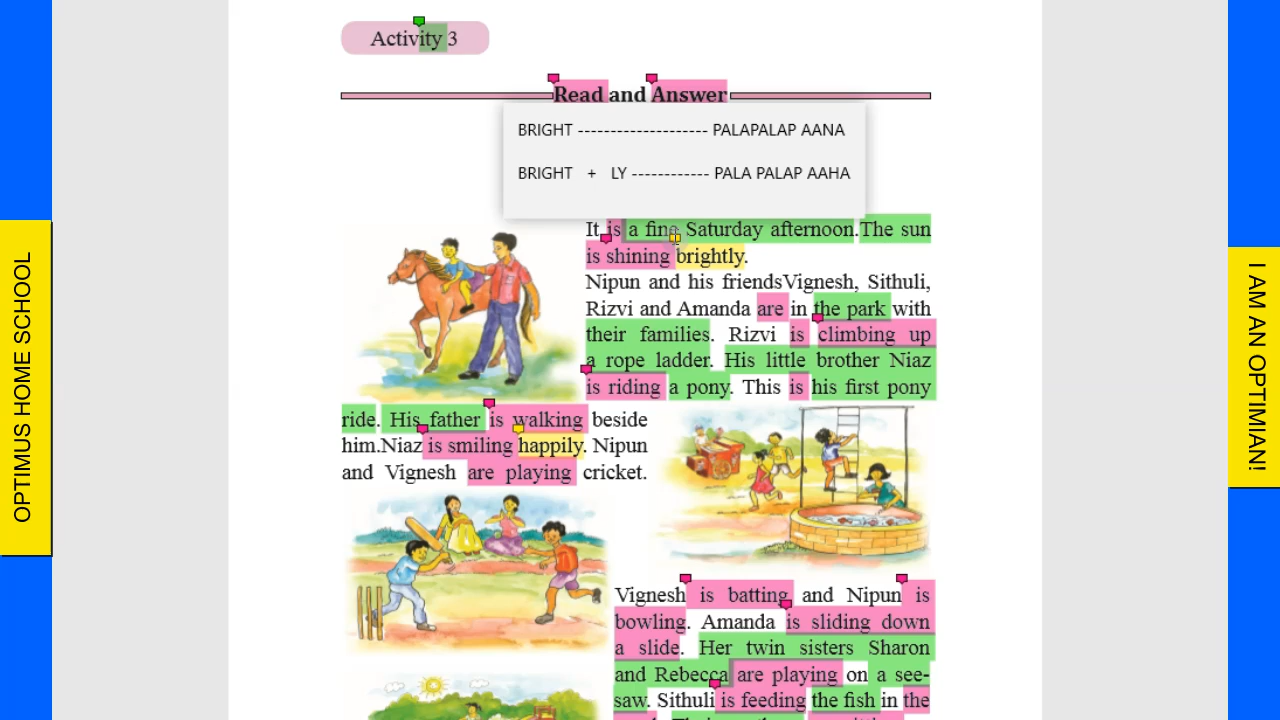 Activity 3
Read and Answer
BRIGHT -------------------- PALAPALAP AANA
BRIGHT + LY ------------ PALA PALAP AAHA
It is a fine Saturday afternoon.The sun
is shining brightly.
Nipun and his friendsVignesh, Sithuli,
Rizvi and Amanda are in the park with
their families. Rizvi is climbing up
a rope ladder. His little brother Niaz
is riding a pony. This is his first pony
ride. His father is walking beside
him.Niaz is smiling happily. Nipun
and Vignesh are playing cricket.
Vignesh is batting and Nipun is
bowling. Amanda is sliding down
a slide. Her twin sisters Sharon
and Rebecca are playing on a see-
saw. Sithuli is feeding the fish in the
OPTIMUS HOME SCHOOL
I AM AN OPTIMIAN!